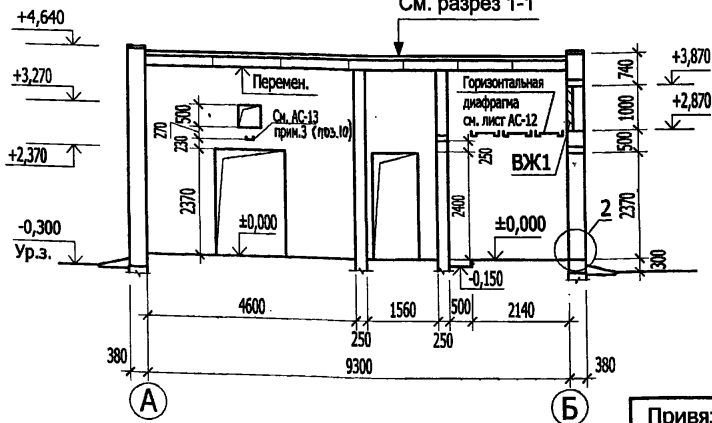 См. разрез 1-1
+4,640
+3,270
+2,370
-0,300
Ур.з.
Перемен.
500
270
230
См. АС-13
прим.3 (поз.10)
2370
±0,000
Горизонтальная
диафрагма
см. лист АС-12
250
ВЖ1
2400
±0,000
-0,150
740
1000
500
2370
300
+3,870
+2,870
2
4600
1560
500
2140
250
250
380
9300
380
А
Б